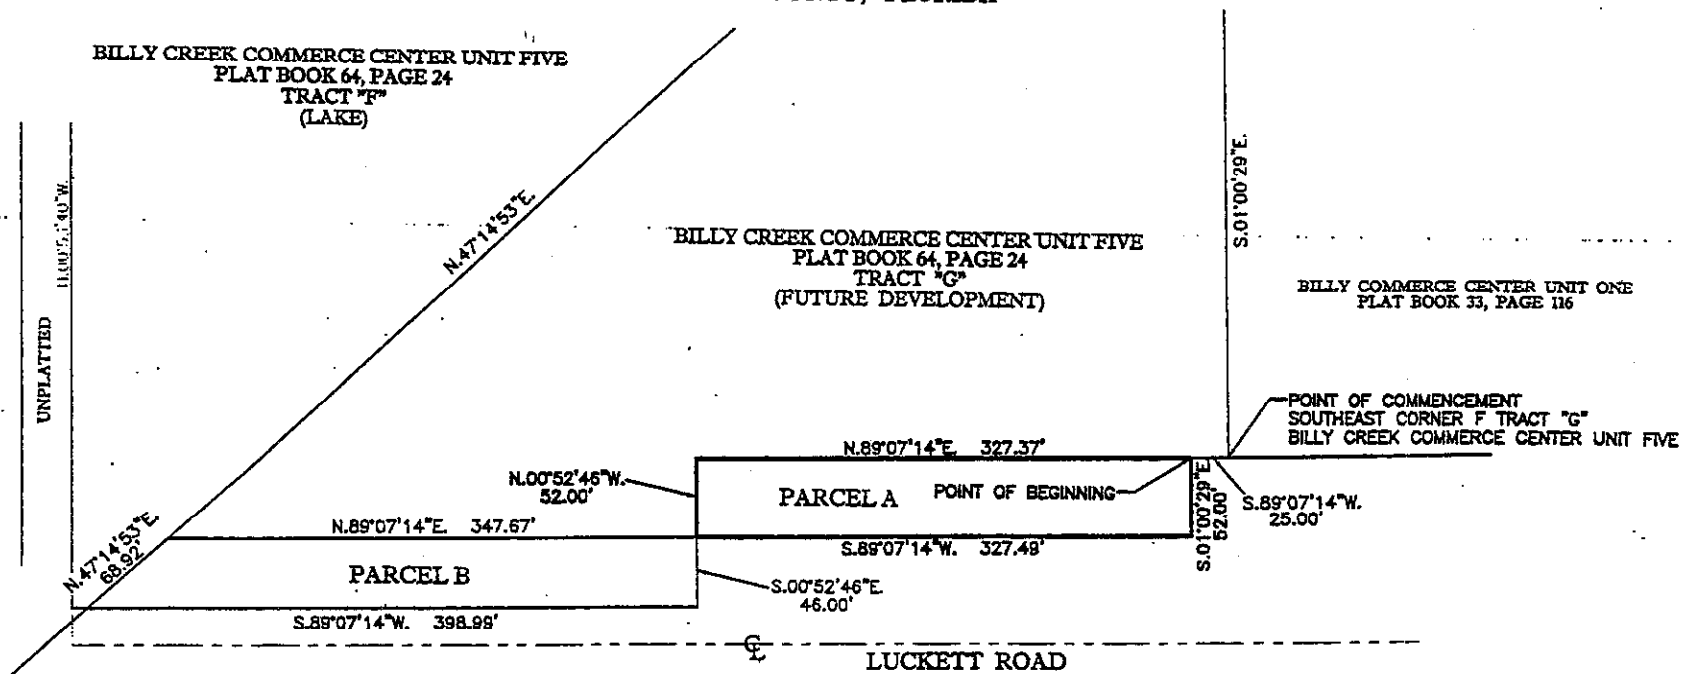 BILLY CREEK COMMERCE CENTER UNIT FIVE
PLAT BOOK 64, PAGE 24
TRACT "F"
(LAKE)
UNPLATTED
N.47°14'53"E.
S.01°00'29"E.
BILLY CREEK COMMERCE CENTER UNIT FIVE
PLAT BOOK 64, PAGE 24
TRACT "G"
(FUTURE DEVELOPMENT)
BILLY COMMERCE CENTER UNIT ONE
PLAT BOOK 33, PAGE 116
POINT OF COMMENCEMENT
SOUTHEAST CORNER F TRACT "G"
BILLY CREEK COMMERCE CENTER UNIT FIVE
N.89°07'14"E. 327.37'
N.00°52'46"W.
52.00'
PARCEL A
POINT OF BEGINNING
S.01°00'29"E.
52.00'
S.89°07'14"W.
25.00'
N.89°07'14"E. 347.67'
S.89°07'14"W. 327.49'
N.47°14'53"E.
68.92'
PARCEL B
S.00°52'46"E.
46.00'
S.89°07'14"W. 398.99'
LUCKETT ROAD